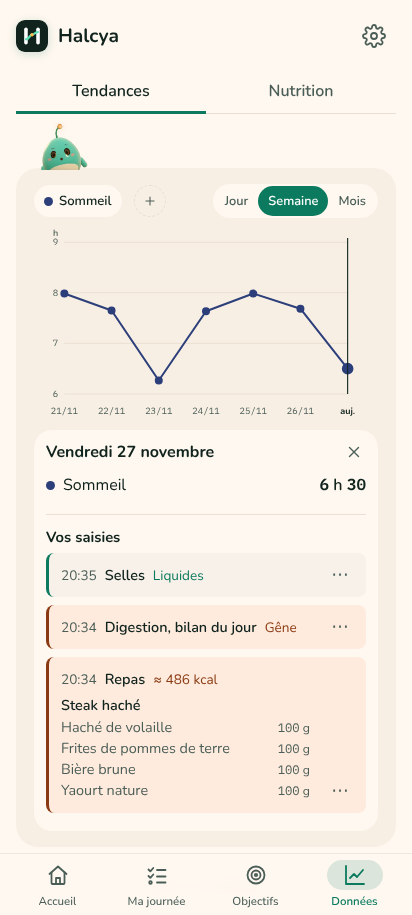 Halcya
Tendances
Nutrition
Sommeil
+
Jour Semaine Mois
h
9
8
7
6
21/11 22/11 23/11 24/11 25/11 26/11 auj.
Vendredi 27 novembre
Sommeil 6 h 30
Vos saisies
20:35 Selles Liquides
20:34 Digestion, bilan du jour Gêne
20:34 Repas ≈ 486 kcal
Steak haché
Haché de volaille 100 g
Frites de pommes de terre 100 g
Bière brune 100 g
Yaourt nature 100 g
Accueil Ma journée Objectifs Données